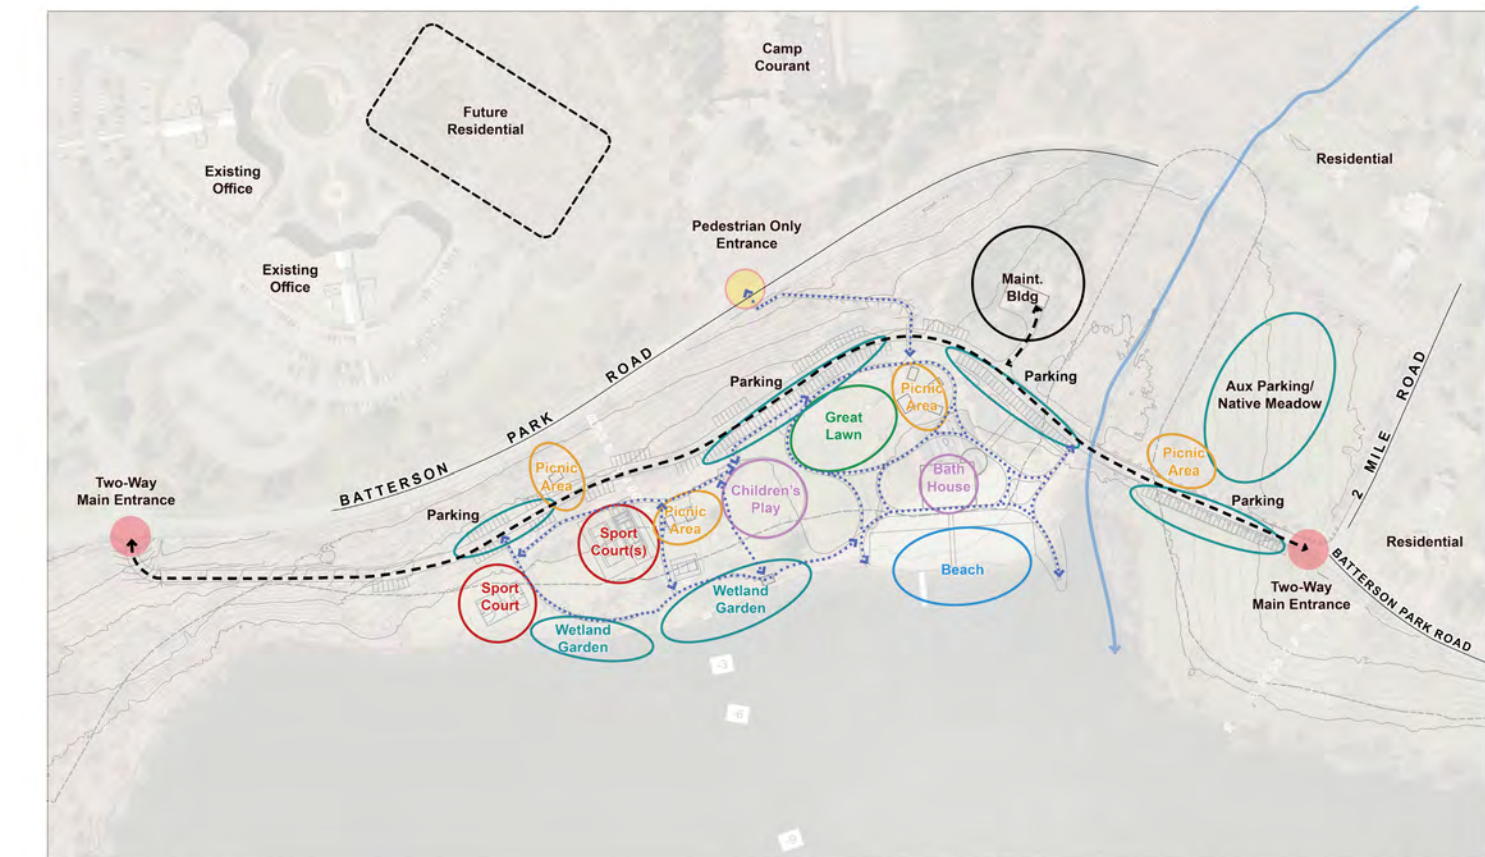 Camp
Courant
Future
Residential
Existing
Office
Residential
Pedestrian Only
Entrance
Existing
Office
Maint.
Bldg
BATTERSON PARK ROAD
Parking
Parking
Picnic
Area
Great
Lawn
Aux Parking/
Native Meadow
2 MILE ROAD
Two-Way
Main Entrance
Picnic
Area
Picnic
Area
Bath
House
Children's
Play
Parking
Picnic
Area
Parking
Sport
Court(s)
Residential
Beach
Sport
Court
Wetland
Garden
Two-Way
Main Entrance
BATTERSON PARK ROAD
Wetland
Garden
-3
-6
-9